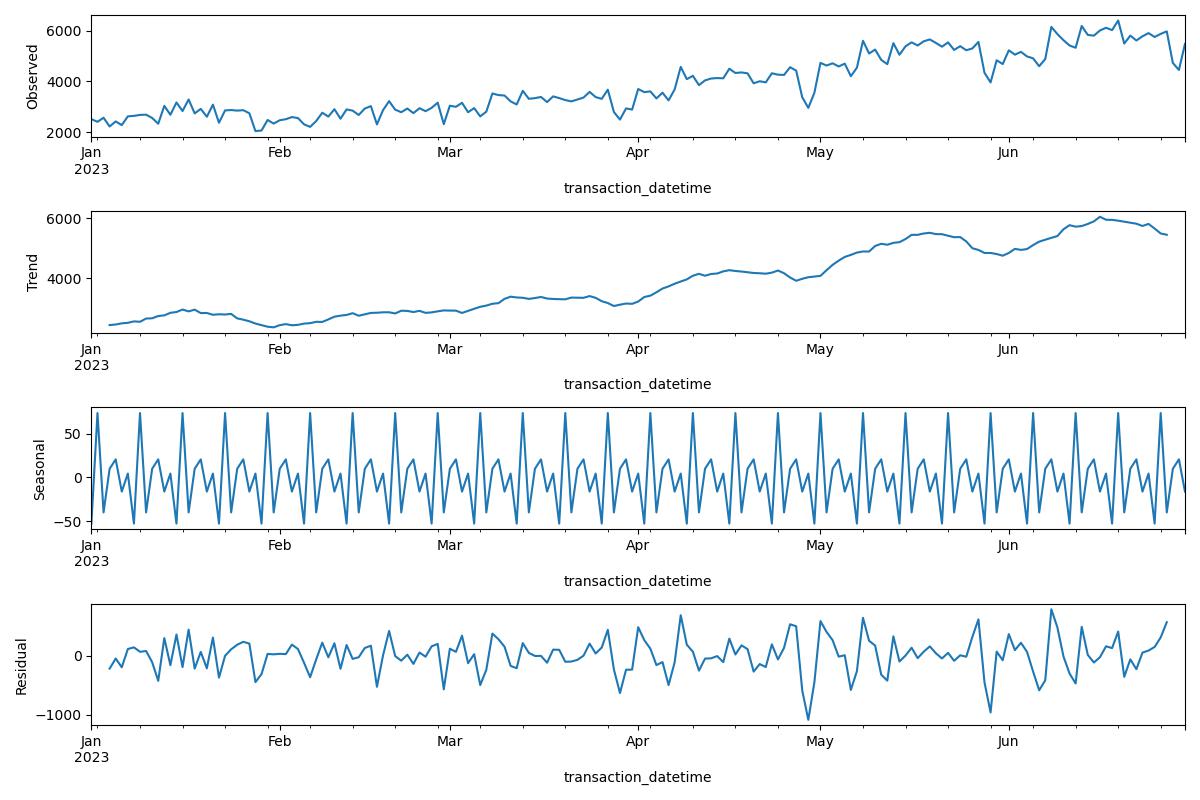 Observed
6000
4000
2000
Jan Feb Mar Apr May Jun
2023
transaction_datetime
Trend
6000
4000
Jan Feb Mar Apr May Jun
2023
transaction_datetime
Seasonal
50
0
−50
Jan Feb Mar Apr May Jun
2023
transaction_datetime
Residual
0
−1000
Jan Feb Mar Apr May Jun
2023
transaction_datetime